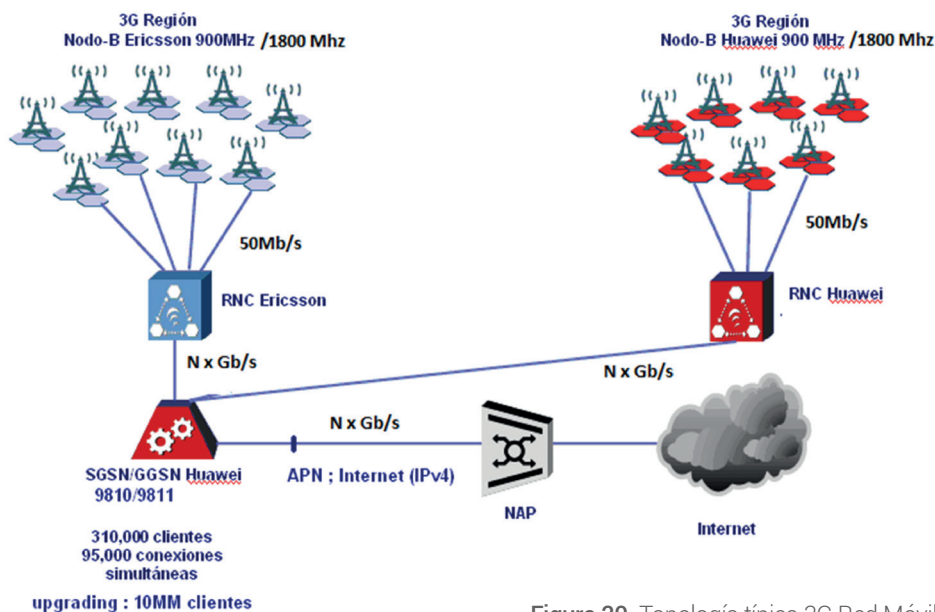 3G Región
Nodo-B Ericsson 900MHz /1800 Mhz
3G Región
Nodo-B Huawei 900 MHz /1800 Mhz
50Mb/s
50Mb/s
RNC Ericsson
RNC Huawei
N x Gb/s
N x Gb/s
N x Gb/s
SGSN/GGSN Huawei
9810/9811
APN ; Internet (IPv4)
NAP
Internet
310,000 clientes
95,000 conexiones
simultáneas
upgrading : 10MM clientes